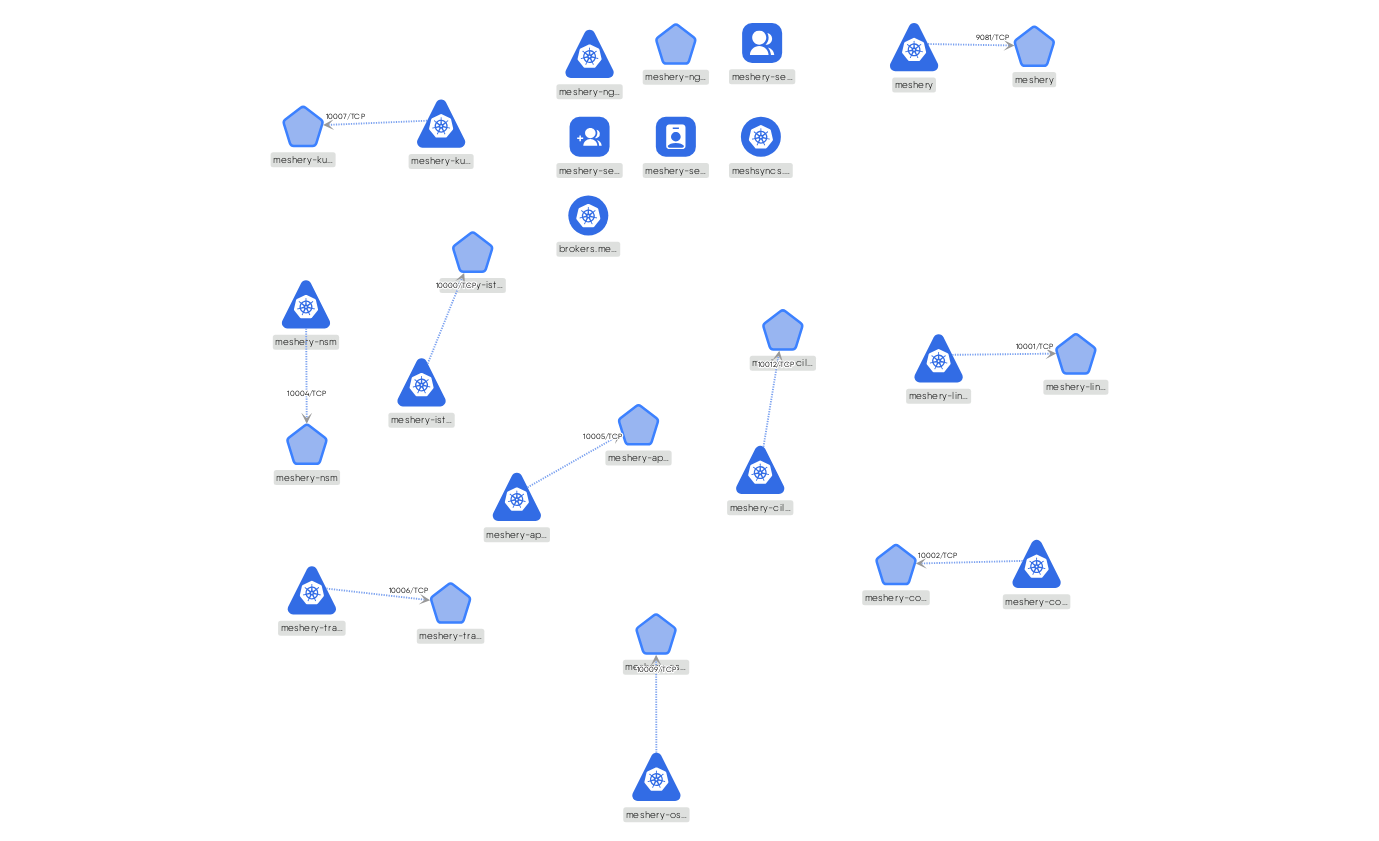 meshery-ng...
meshery-ng...
meshery-se...
9081/TCP
meshery
meshery
10007/TCP
meshery-ku...
meshery-ku...
meshery-se...
meshery-se...
meshsyncs....
brokers.me...
10000/TCP
y-ist...
meshery-nsm
10004/TCP
meshery-nsm
meshery-ist...
10012/TCP
cil...
10001/TCP
meshery-lin...
meshery-lin...
10005/TCP
meshery-ap...
meshery-ap...
meshery-cil...
10002/TCP
meshery-co...
meshery-co...
10006/TCP
meshery-tra...
meshery-tra...
10009/TCP
meshery-os...